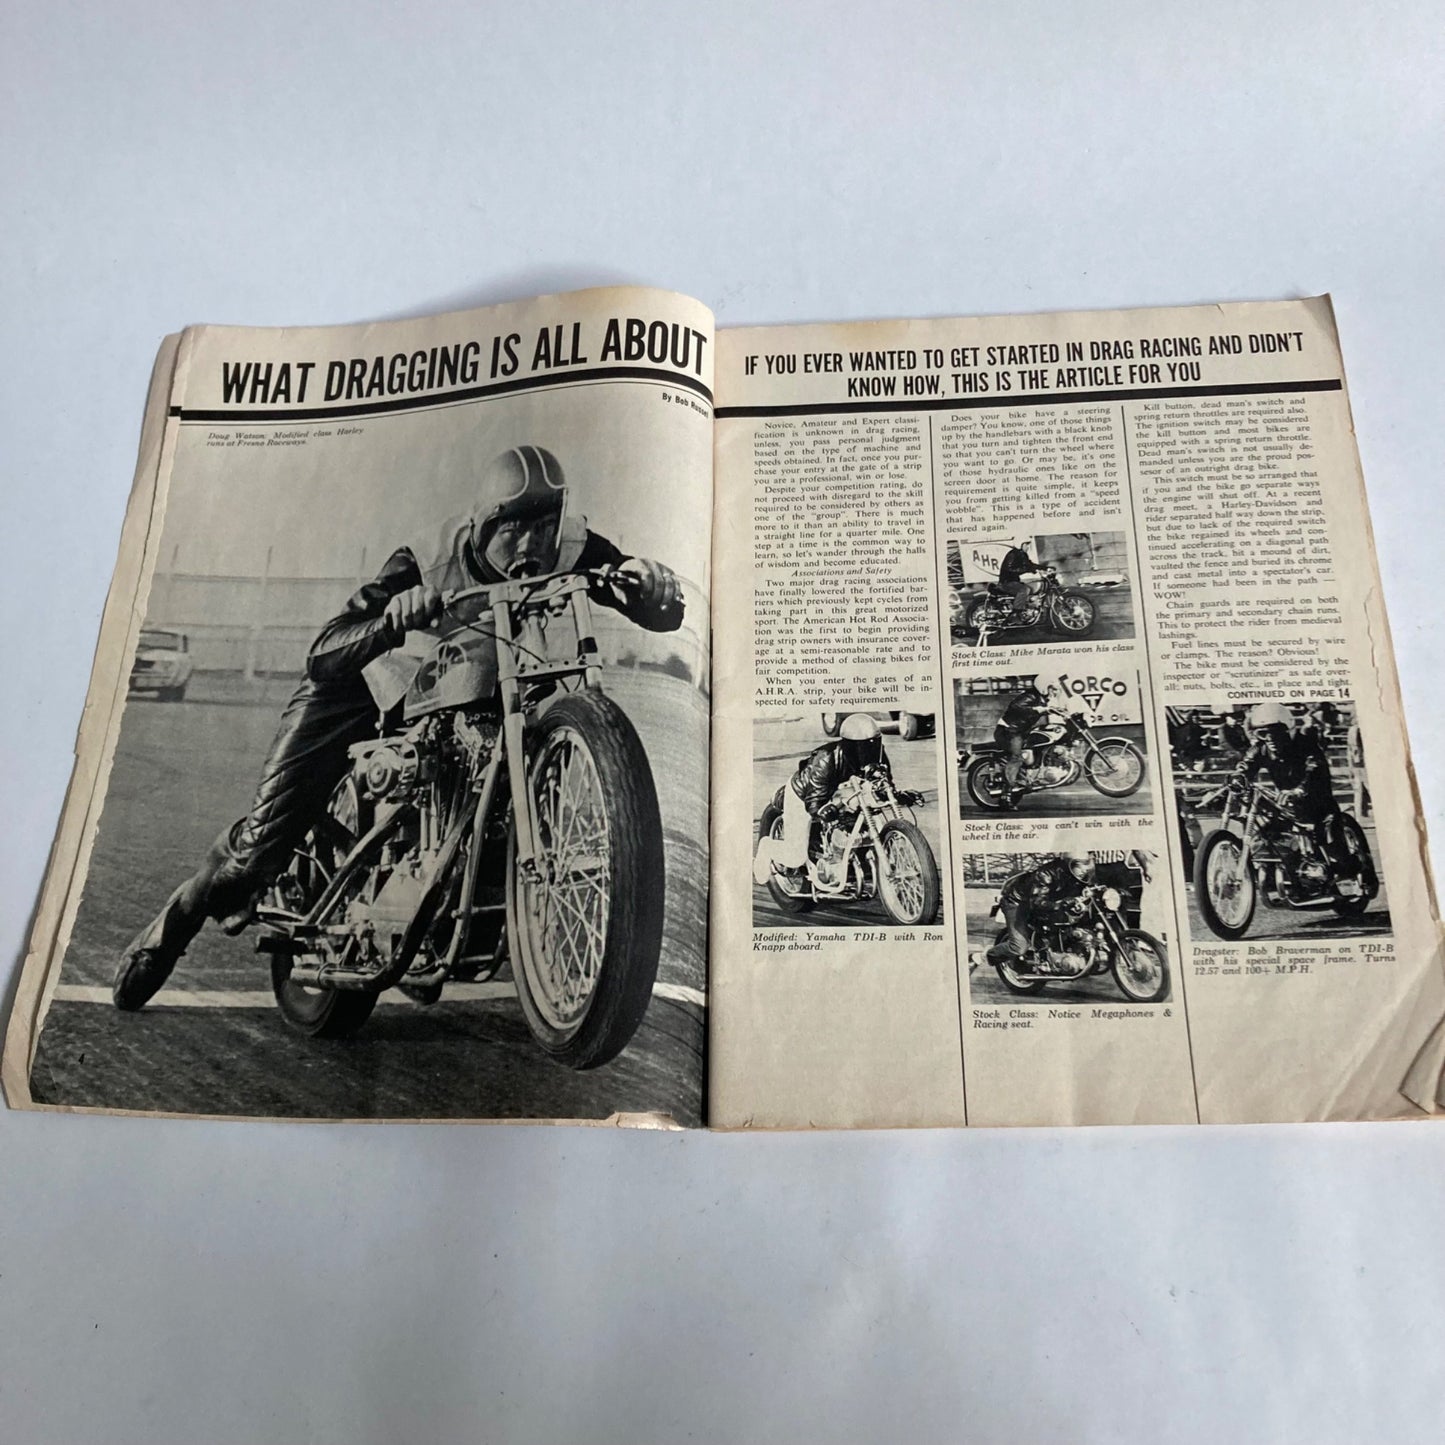 WHAT DRAGGING IS ALL ABOUT
By Bob Russell
Doug Watson: Modified class Harley
runs at Fresno Raceways.
4
IF YOU EVER WANTED TO GET STARTED IN DRAG RACING AND DIDN'T
KNOW HOW, THIS IS THE ARTICLE FOR YOU
Novice, Amateur and Expert classi-
fication is unknown in drag racing,
unless, you pass personal judgment
based on the type of machine and
speeds obtained. In fact, once you pur-
chase your entry at the gate of a strip
you are a professional, win or lose.
Despite your competition rating, do
not proceed with disregard to the skill
required to be considered by others as
one of the "group". There is much
more to it than an ability to travel in
a straight line for a quarter mile. One
step at a time is the common way to
learn, so let's wander through the halls
of wisdom and become educated.
Associations and Safety
Two major drag racing associations
have finally lowered the fortified bar-
riers which previously kept cycles from
taking part in this great motorized
sport. The American Hot Rod Associa-
tion was the first to begin providing
drag strip owners with insurance cover-
age at a semi-reasonable rate and to
provide a method of classing bikes for
fair competition.
When you enter the gates of an
A.H.R.A. strip, your bike will be in-
spected for safety requirements.
Modified: Yamaha TDI-B with Ron
Knapp aboard.
Does your bike have a steering
damper? You know, one of those things
up by the handlebars with a black knob
that you turn and tighten the front end
so that you can't turn the wheel where
you want to go. Or may be, it's one
of those hydraulic ones like on the
screen door at home. The reason for
requirement is quite simple, it keeps
you from getting killed from a "speed
wobble". This is a type of accident
that has happened before and isn't
desired again.
AHR
Stock Class: Mike Marata won his class
first time out.
TORCO
OR OIL
Stock Class: you can't win with the
wheel in the air.
Stock Class: Notice Megaphones &
Racing seat.
Kill button, dead man's switch and
spring return throttles are required also.
The ignition switch may be considered
the kill button and most bikes are
equipped with a spring return throttle.
Dead man's switch is not usually de-
manded unless you are the proud pos-
sesor of an outright drag bike.
This switch must be so arranged that
if you and the bike go separate ways
the engine will shut off. At a recent
drag meet, a Harley-Davidson and
rider separated half way down the strip,
but due to lack of the required switch
the bike regained its wheels and con-
tinued accelerating on a diagonal path
across the track, hit a mound of dirt,
vaulted the fence and buried its chrome
and cast metal into a spectator's car.
If someone had been in the path —
WOW!
Chain guards are required on both
the primary and secondary chain runs.
This to protect the rider from medieval
lashings.
Fuel lines must be secured by wire
or clamps. The reason? Obvious!
The bike must be considered by the
inspector or "scrutinizer" as safe over-
all; nuts, bolts, etc., in place and tight.
CONTINUED ON PAGE 14
Dragster: Bob Braverman on TDI-B
with his special space frame. Turns
12.57 and 100+ M.P.H.